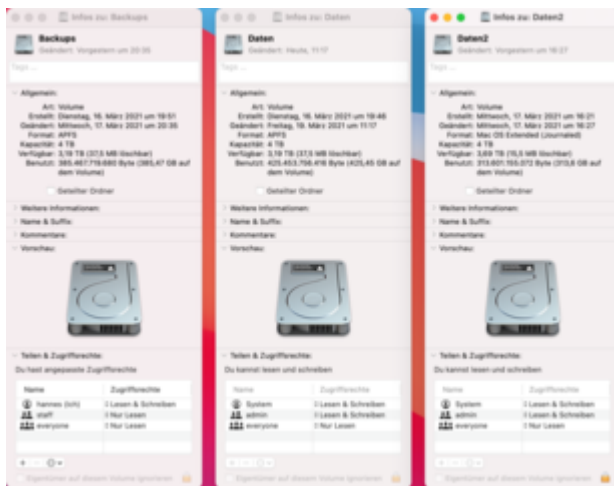 Infos zu: Backups
Backups
Geändert: Vorgestern um 20:35
Tags ...
Allgemein:
Art: Volume
Erstellt: Dienstag, 16. März 2021 um 19:51
Geändert: Mittwoch, 17. März 2021 um 20:35
Format: APFS
Kapazität: 4 TB
Verfügbar: 3,19 TB (37,5 MB löschbar)
Benutzt: 385.467.719.680 Byte (385,47 GB auf
dem Volume)
Geteilter Ordner
Weitere Informationen:
Name & Suffix:
Kommentare:
Vorschau:
Teilen & Zugriffsrechte:
Du hast angepasste Zugriffsrechte
Name Zugriffsrechte
hannes (Ich) Lesen & Schreiben
staff Nur Lesen
everyone Nur Lesen
Eigentümer auf diesem Volume ignorieren
Infos zu: Daten
Daten
Geändert: Heute, 11:17
Tags ...
Allgemein:
Art: Volume
Erstellt: Dienstag, 16. März 2021 um 19:46
Geändert: Freitag, 19. März 2021 um 11:17
Format: APFS
Kapazität: 4 TB
Verfügbar: 3,19 TB (37,5 MB löschbar)
Benutzt: 425.453.756.416 Byte (425,45 GB auf
dem Volume)
Geteilter Ordner
Weitere Informationen:
Name & Suffix:
Kommentare:
Vorschau:
Teilen & Zugriffsrechte:
Du kannst lesen und schreiben
Name Zugriffsrechte
System Lesen & Schreiben
admin Lesen & Schreiben
everyone Nur Lesen
Eigentümer auf diesem Volume ignorieren
Infos zu: Daten2
Daten2
Geändert: Vorgestern um 16:27
Tags ...
Allgemein:
Art: Volume
Erstellt: Mittwoch, 17. März 2021 um 16:21
Geändert: Mittwoch, 17. März 2021 um 16:27
Format: Mac OS Extended (Journaled)
Kapazität: 4 TB
Verfügbar: 3,69 TB (15,5 MB löschbar)
Benutzt: 313.601.155.072 Byte (313,6 GB auf
dem Volume)
Geteilter Ordner
Weitere Informationen:
Name & Suffix:
Kommentare:
Vorschau:
Teilen & Zugriffsrechte:
Du kannst lesen und schreiben
Name Zugriffsrechte
System Lesen & Schreiben
admin Lesen & Schreiben
everyone Nur Lesen
Eigentümer auf diesem Volume ignorieren